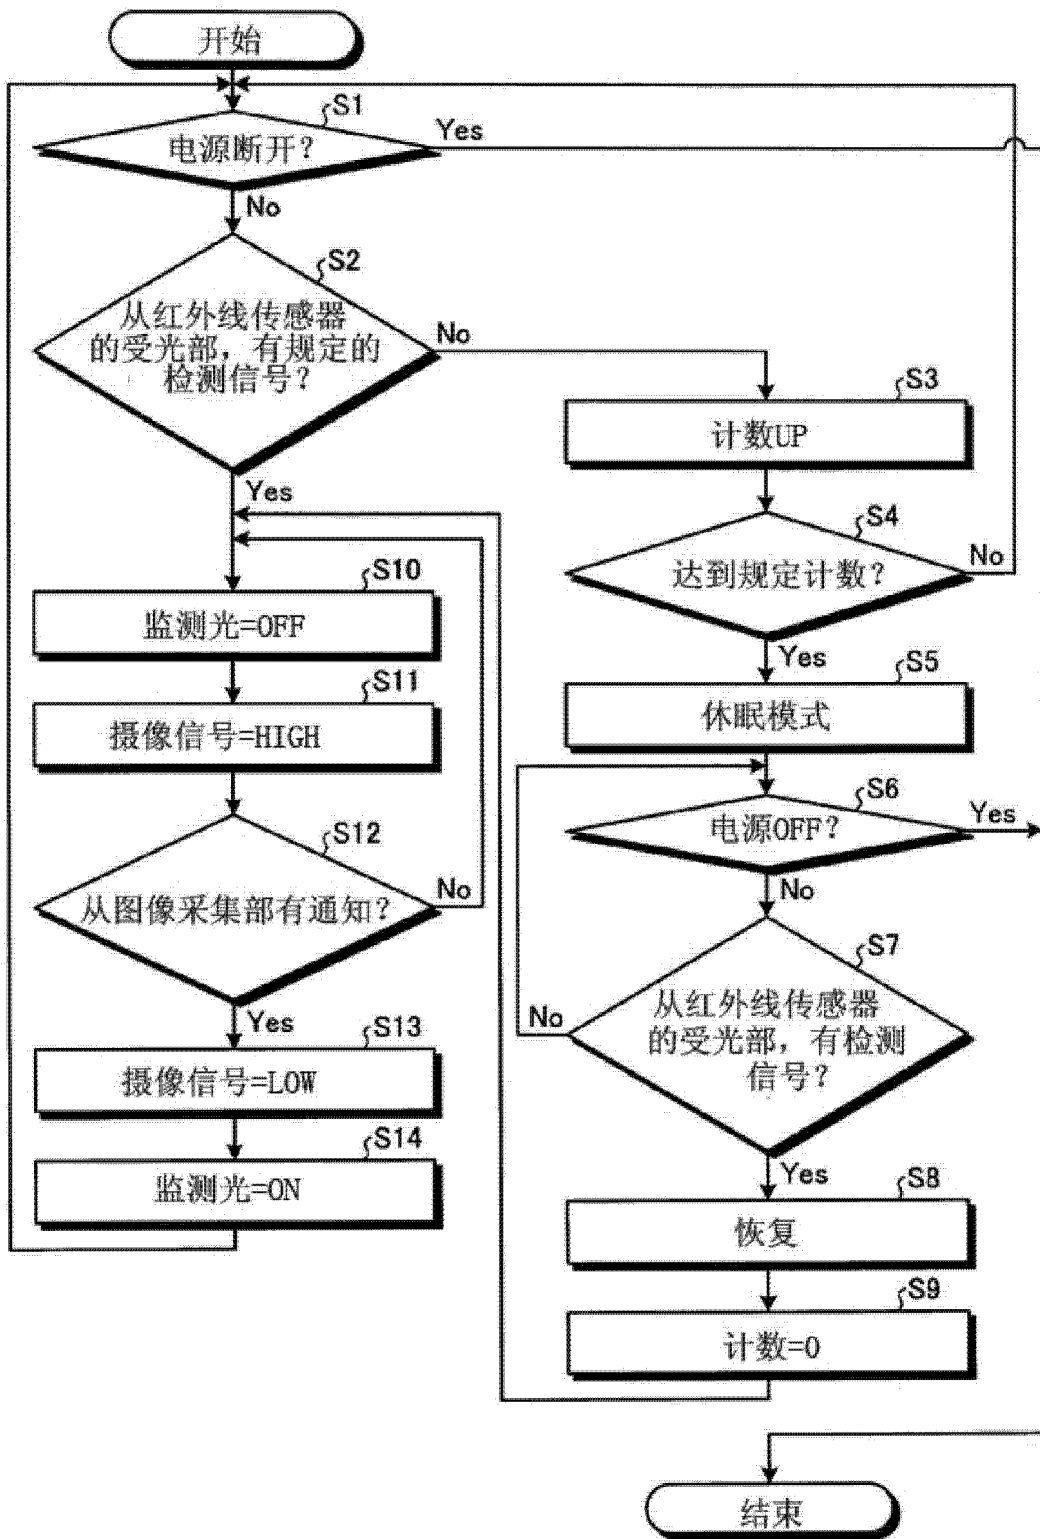 开始
S1
电源断开?
Yes
No
S2
从红外线传感器
的受光部，有规定的
检测信号?
No
Yes
S3
计数UP
S4
达到规定计数?
No
Yes
S5
休眠模式
S6
电源OFF?
Yes
No
S7
从红外线传感器
的受光部，有检测
信号?
No
Yes
S8
恢复
S9
计数=0
S10
监测光=OFF
S11
摄像信号=HIGH
S12
从图像采集部有通知?
No
Yes
S13
摄像信号=LOW
S14
监测光=ON
结束